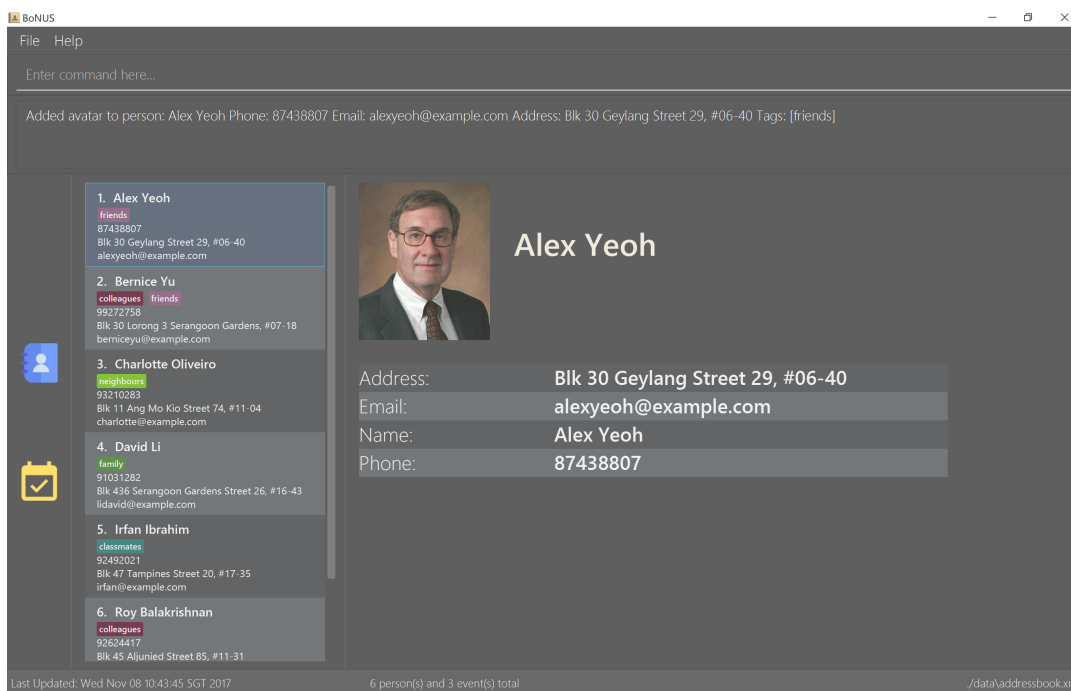 BoNUS
File Help
Enter command here...
Added avatar to person: Alex Yeoh Phone: 87438807 Email: alexyeoh@example.com Address: Blk 30 Geylang Street 29, #06-40 Tags: [friends]
1. Alex Yeoh
friends
87438807
Blk 30 Geylang Street 29, #06-40
alexyeoh@example.com
2. Bernice Yu
colleagues friends
99272758
Blk 30 Lorong 3 Serangoon Gardens, #07-18
berniceyu@example.com
3. Charlotte Oliveiro
neighbours
93210283
Blk 11 Ang Mo Kio Street 74, #11-04
charlotte@example.com
4. David Li
family
91031282
Blk 436 Serangoon Gardens Street 26, #16-43
lidavid@example.com
5. Irfan Ibrahim
classmates
92492021
Blk 47 Tampines Street 20, #17-35
irfan@example.com
6. Roy Balakrishnan
colleagues
92624417
Blk 45 Aljunied Street 85, #11-31
Alex Yeoh
Address: Blk 30 Geylang Street 29, #06-40
Email: alexyeoh@example.com
Name: Alex Yeoh
Phone: 87438807
Last Updated: Wed Nov 08 10:43:45 SGT 2017 6 person(s) and 3 event(s) total ./data\addressbook.x